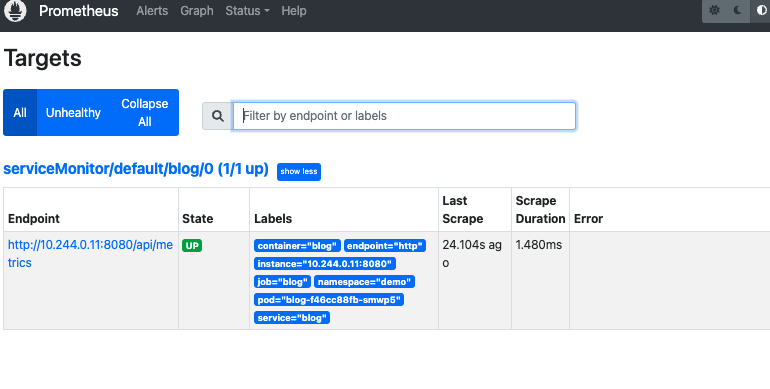 Prometheus Alerts Graph Status Help
Targets
All Unhealthy Collapse
All
Filter by endpoint or labels
serviceMonitor/default/blog/0 (1/1 up) show less
Endpoint State Labels Last
Scrape Scrape
Duration Error
http://10.244.0.11:8080/api/me
trics
UP
container="blog" endpoint="http"
instance="10.244.0.11:8080"
job="blog" namespace="demo"
pod="blog-f46cc88fb-smwp5"
service="blog"
24.104s ag
o
1.480ms